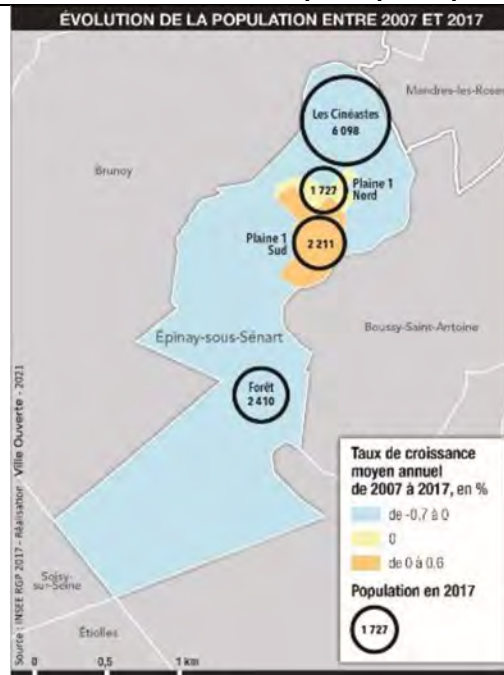 ÉVOLUTION DE LA POPULATION ENTRE 2007 ET 2017
Mandres-les-Roses
Les Cinéastes
6 098
Brunoy
1 727
Plaine 1
Nord
Plaine 1
Sud
2 211
Boussy-Saint-Antoine
Épinay-sous-Sénart
Forêt
2 410
Taux de croissance
moyen annuel
de 2007 à 2017, en %
de -0,7 à 0
0
de 0 à 0,6
Population en 2017
1 727
Soisy-
sur-Seine
Étiolles
0 0,5 1 km
Source : INSEE RGP 2017 - Réalisation - Ville Ouverte - 2021